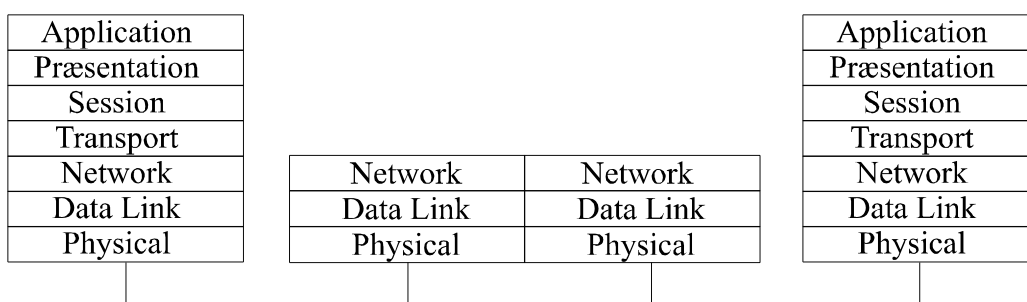 Application
Præsentation
Session
Transport
Network
Data Link
Physical
Network Network
Data Link Data Link
Physical Physical
Application
Præsentation
Session
Transport
Network
Data Link
Physical